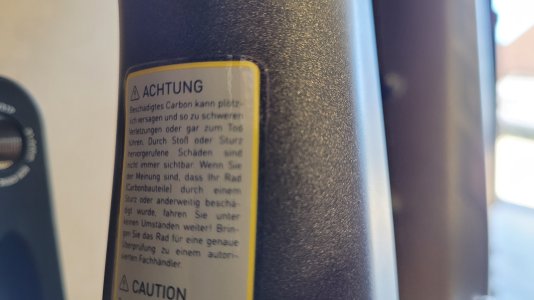 ⚠ ACHTUNG
Beschädigtes Carbon kann plötz-
lich versagen und so zu schweren
Verletzungen oder gar zum Tod
führen. Durch Stoß oder Sturz
hervorgerufene Schäden sind
nicht immer sichtbar. Wenn Sie
der Meinung sind, dass Ihr Rad
(Carbonbauteile) durch einem
Sturz oder anderweitig beschä-
digt wurde, fahren Sie unter
keinen Umständen weiter! Brin-
gen Sie das Rad für eine genaue
Überprüfung zu einem autori-
sierten Fachhändler.
⚠ CAUTION